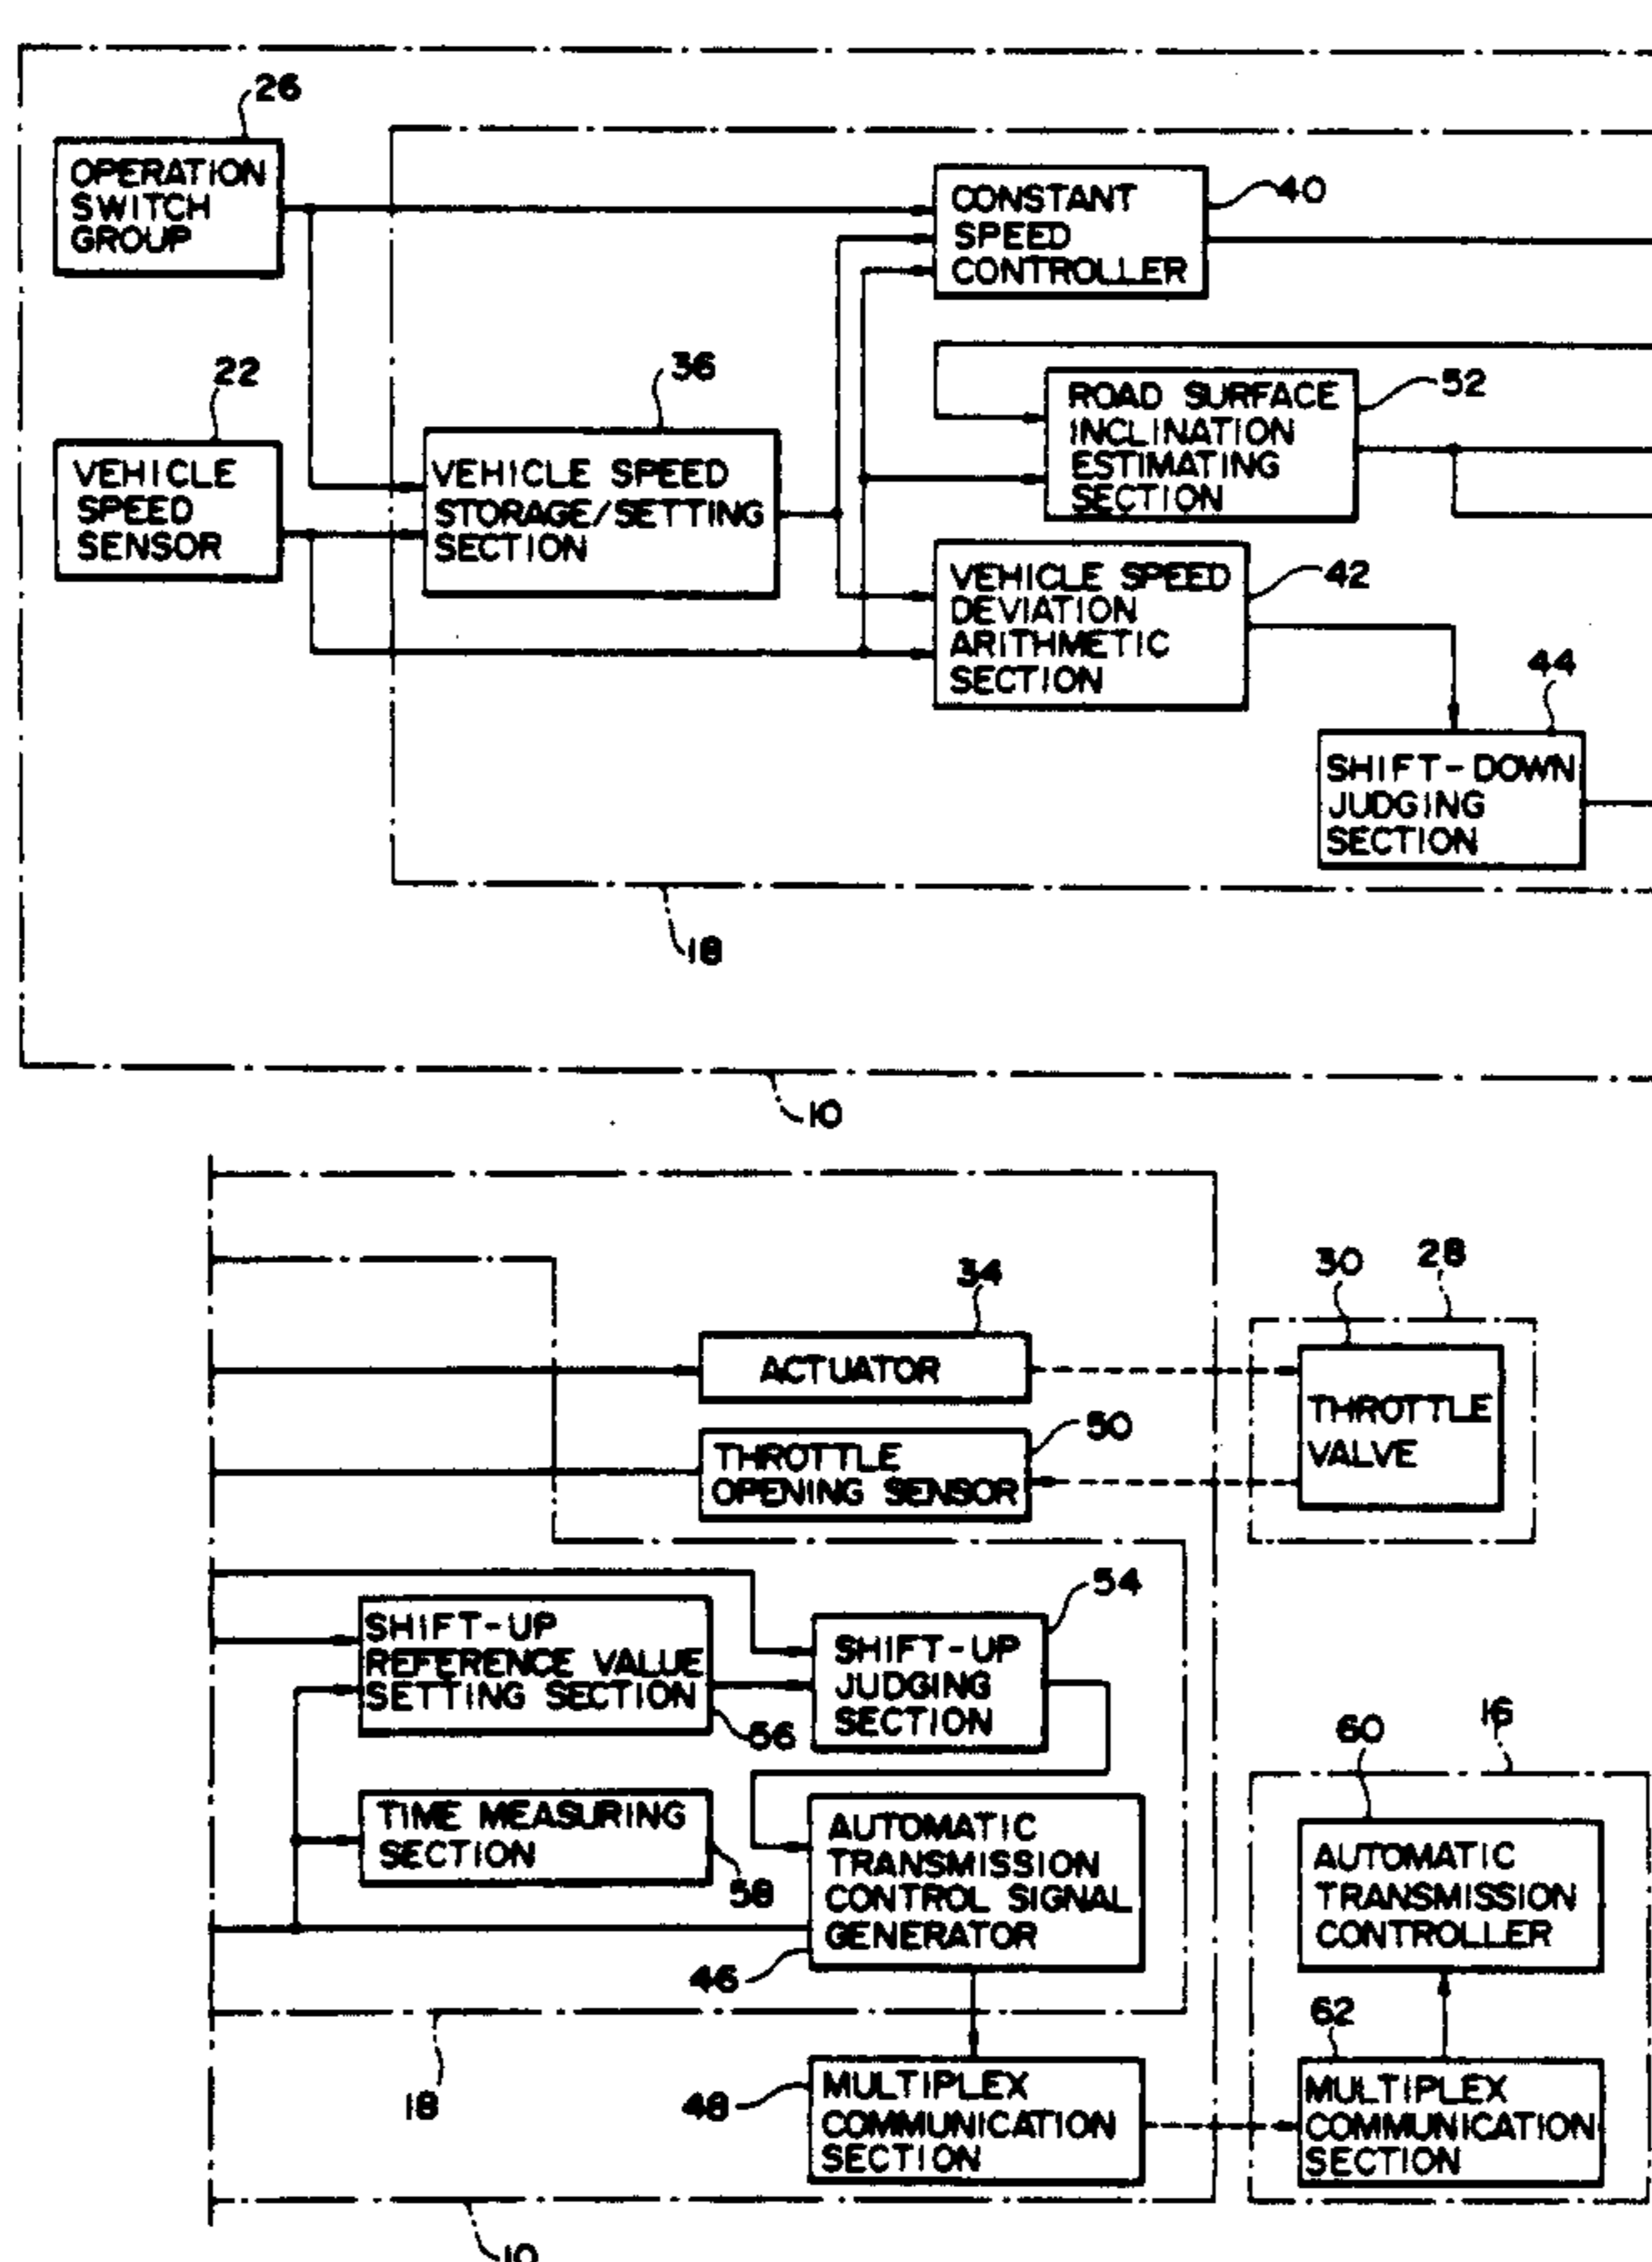 26
OPERATION
SWITCH
GROUP
CONSTANT
SPEED
CONTROLLER
40
22
VEHICLE
SPEED
SENSOR
36
VEHICLE SPEED
STORAGE/SETTING
SECTION
ROAD SURFACE
INCLINATION
ESTIMATING
SECTION
52
VEHICLE SPEED
DEVIATION
ARITHMETIC
SECTION
42
44
SHIFT-DOWN
JUDGING
SECTION
18
10
34
ACTUATOR
30
28
THROTTLE
VALVE
THROTTLE
OPENING SENSOR
50
SHIFT-UP
REFERENCE VALUE
SETTING SECTION
56
54
SHIFT-UP
JUDGING
SECTION
TIME MEASURING
SECTION
58
AUTOMATIC
TRANSMISSION
CONTROL SIGNAL
GENERATOR
46
60
16
AUTOMATIC
TRANSMISSION
CONTROLLER
18
48
MULTIPLEX
COMMUNICATION
SECTION
62
MULTIPLEX
COMMUNICATION
SECTION
10